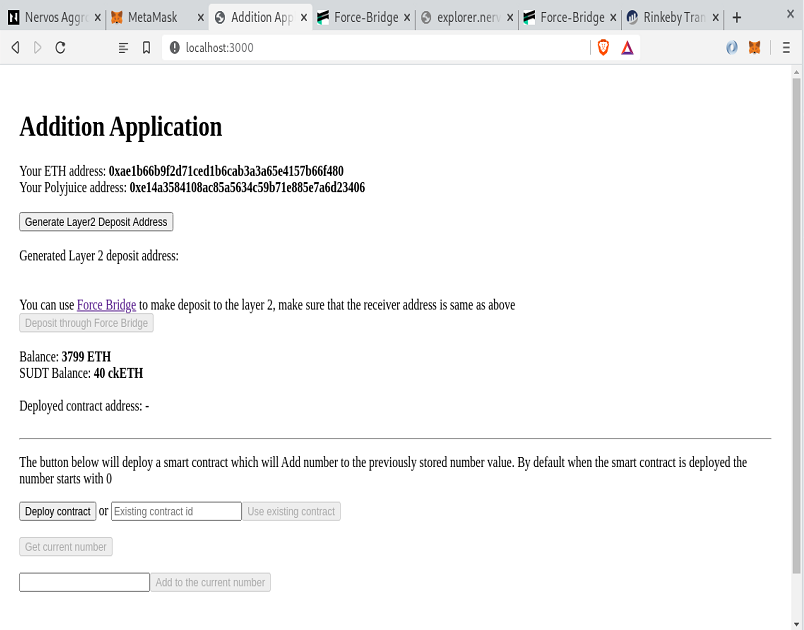 Nervos Aggr
MetaMask
Addition App
Force-Bridge
explorer.nerv
Force-Bridge
Rinkeby Tran
localhost:3000
Addition Application
Your ETH address: 0xae1b66b9f2d71ced1b6cab3a3a65e4157b66f480
Your Polyjuice address: 0xe14a3584108ac85a5634c59b71e885e7a6d23406
Generate Layer2 Deposit Address
Generated Layer 2 deposit address:
You can use Force Bridge to make deposit to the layer 2, make sure that the receiver address is same as above
Deposit through Force Bridge
Balance: 3799 ETH
SUDT Balance: 40 ckETH
Deployed contract address: -
The button below will deploy a smart contract which will Add number to the previously stored number value. By default when the smart contract is deployed the
number starts with 0
Deploy contract or Existing contract id Use existing contract
Get current number
Add to the current number